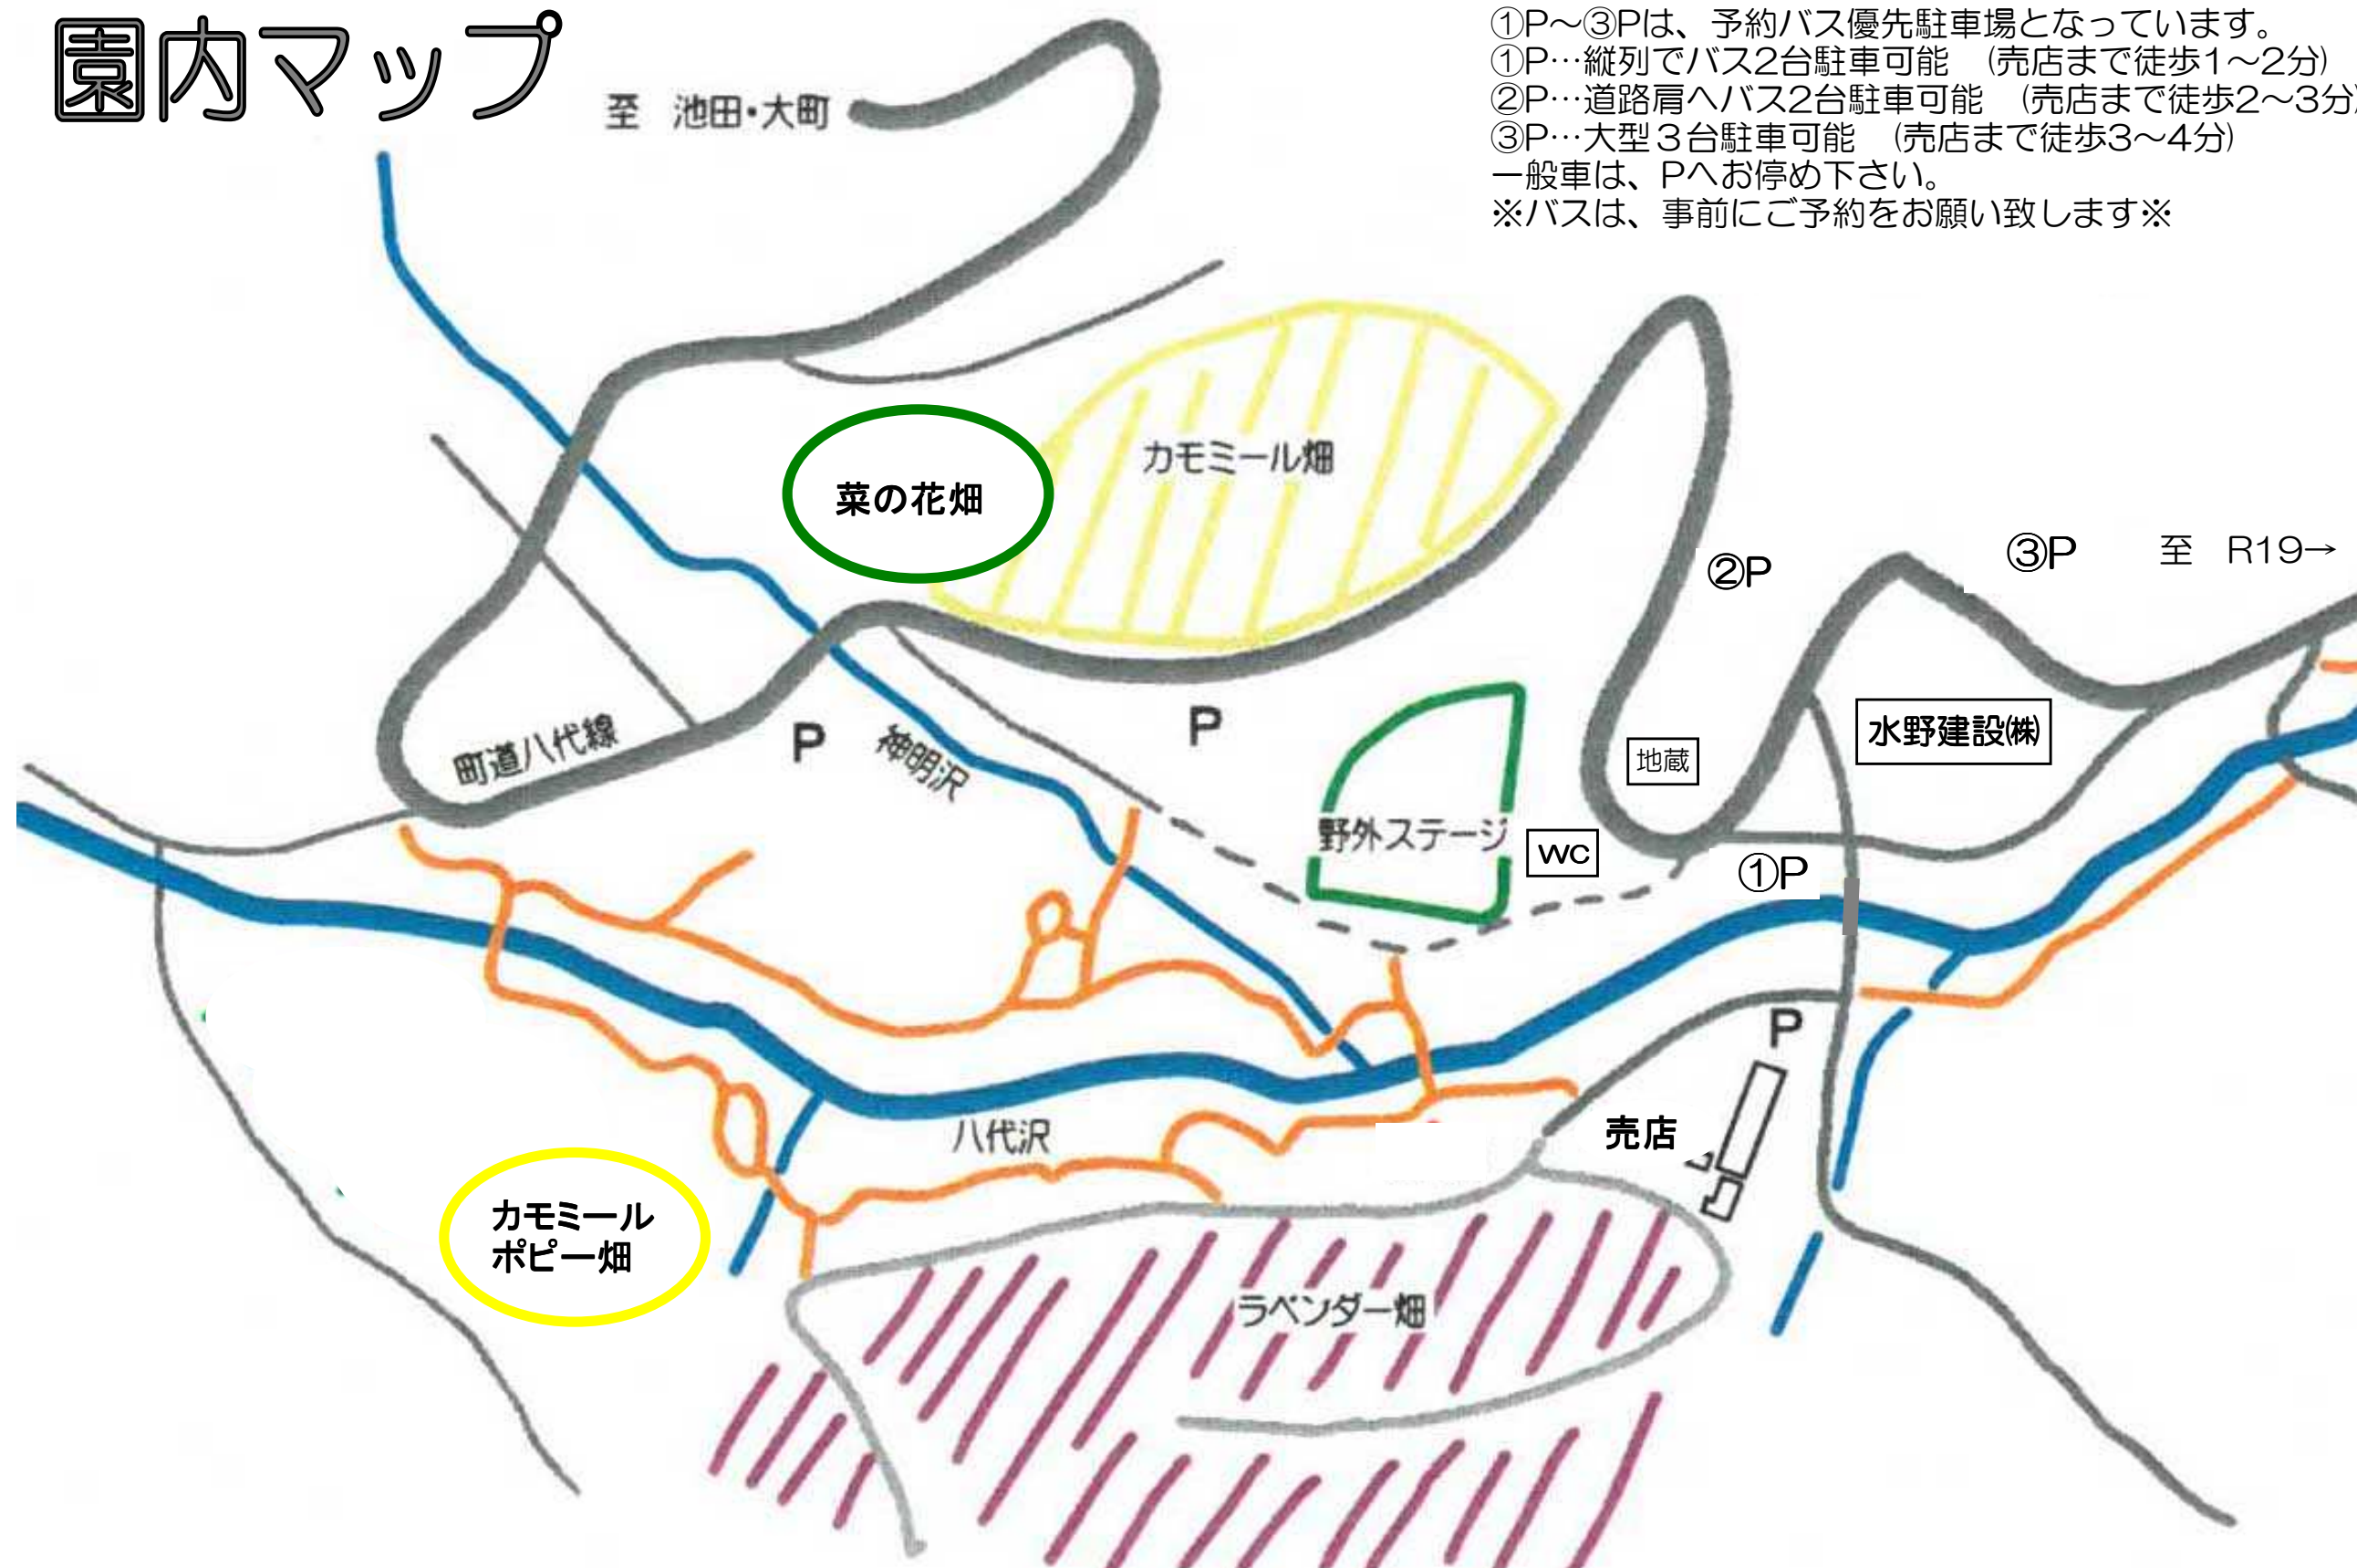 園内マップ
①P～③Pは、予約バス優先駐車場となっています。
①P…縦列でバス2台駐車可能　(売店まで徒歩1～2分)
②P…道路肩へバス2台駐車可能　(売店まで徒歩2～3分)
③P…大型３台駐車可能　(売店まで徒歩3～4分)
一般車は、Pへお停め下さい。
※バスは、事前にご予約をお願い致します※
至　池田・大町
カモミール畑
菜の花畑
②P
③P
至　R19→
町道八代線
P
神明沢
P
地蔵
水野建設㈱
野外ステージ
WC
①P
P
八代沢
売店
カモミール
ポピー畑
ラベンダー畑